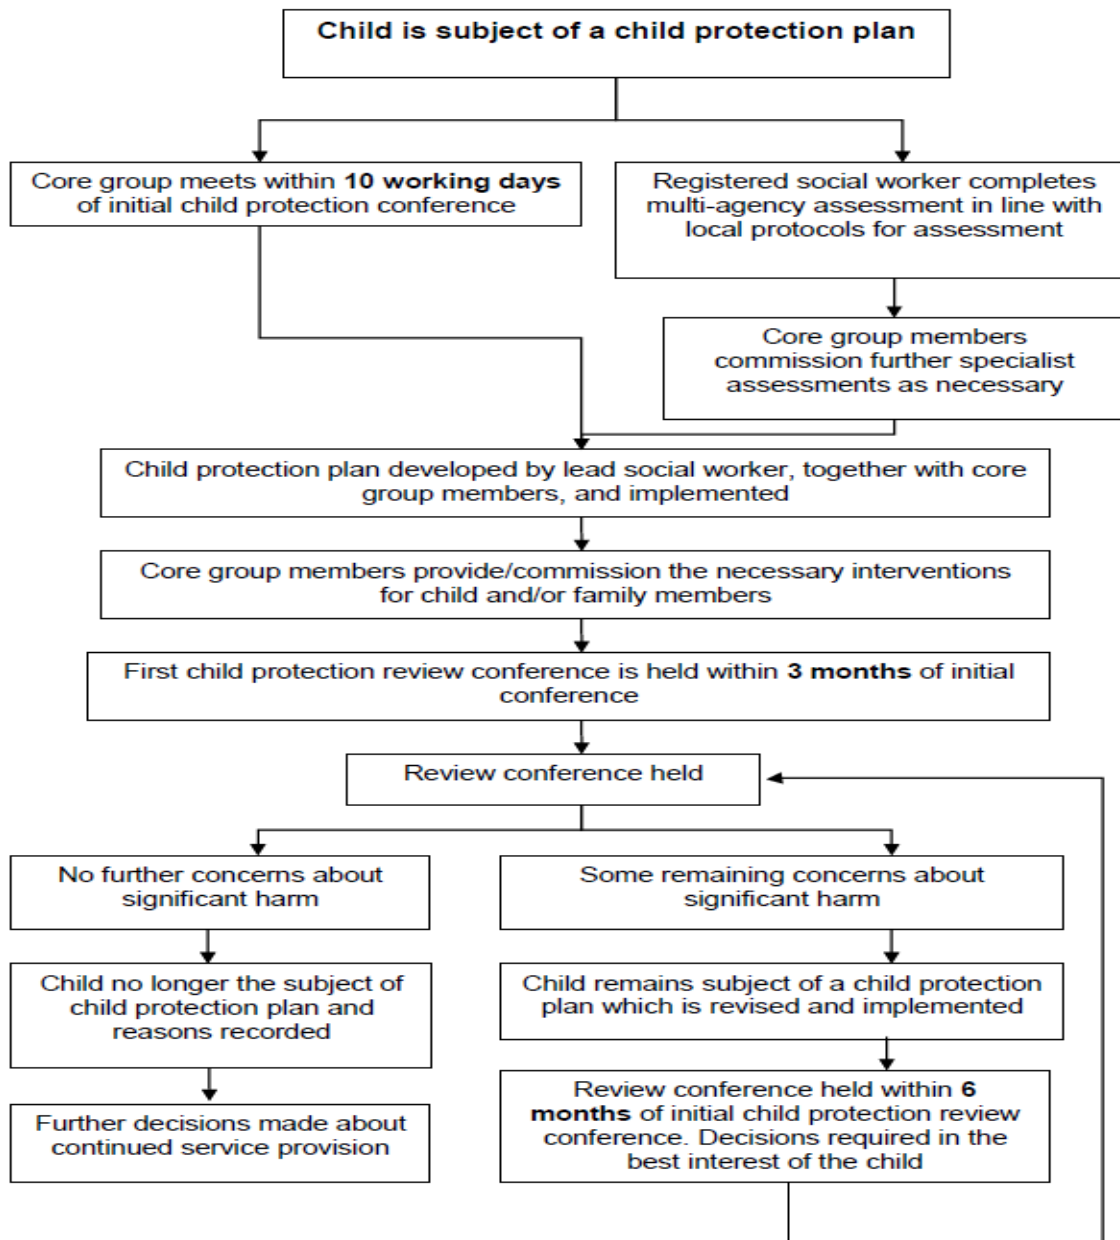 Child is subject of a child protection plan
Core group meets within 10 working days
of initial child protection conference
Registered social worker completes
multi-agency assessment in line with
local protocols for assessment
Core group members
commission further specialist
assessments as necessary
Child protection plan developed by lead social worker, together with core
group members, and implemented
Core group members provide/commission the necessary interventions
for child and/or family members
First child protection review conference is held within 3 months of initial
conference
Review conference held
No further concerns about
significant harm
Some remaining concerns about
significant harm
Child no longer the subject of
child protection plan and
reasons recorded
Child remains subject of a child protection
plan which is revised and implemented
Further decisions made about
continued service provision
Review conference held within 6
months of initial child protection review
conference. Decisions required in the
best interest of the child